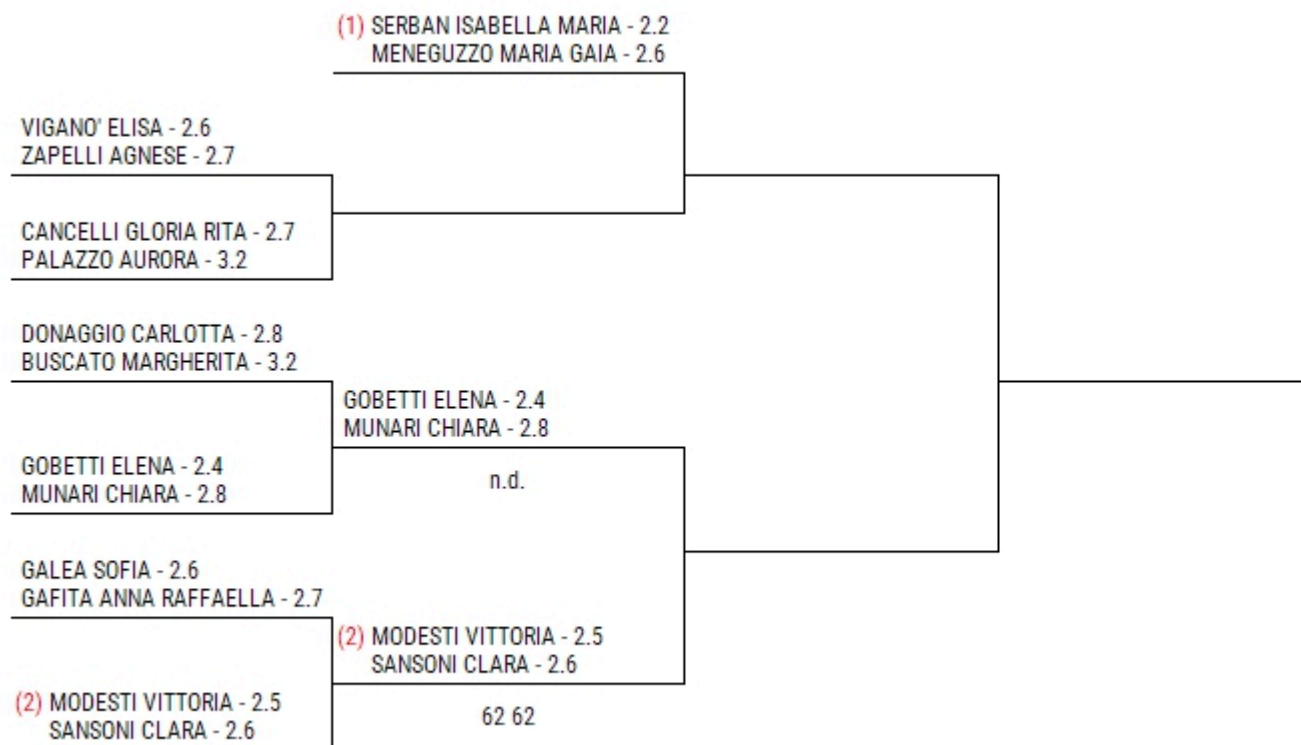 (1) SERBAN ISABELLA MARIA - 2.2
MENEGUZZO MARIA GAIA - 2.6
VIGANO' ELISA - 2.6
ZAPELLI AGNESE - 2.7
CANCELLI GLORIA RITA - 2.7
PALAZZO AURORA - 3.2
DONAGGIO CARLOTTA - 2.8
BUSCATO MARGHERITA - 3.2
GOBETTI ELENA - 2.4
MUNARI CHIARA - 2.8
n.d.
GOBETTI ELENA - 2.4
MUNARI CHIARA - 2.8
GALEA SOFIA - 2.6
GAFITA ANNA RAFFAELLA - 2.7
(2) MODESTI VITTORIA - 2.5
SANSONI CLARA - 2.6
62 62
(2) MODESTI VITTORIA - 2.5
SANSONI CLARA - 2.6